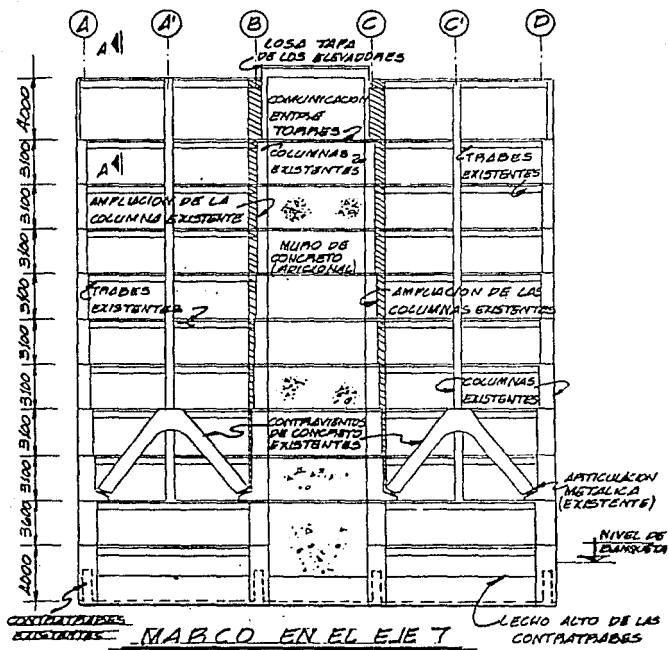 A A' B C C' D
A
LOSA TAPA
DE LOS ELEVADORES
4000
COMUNICACION
ENTRE
TORRES
3100
A
COLUMNAS
EXISTENTES
TRABES
EXISTENTES
3100
AMPLIACION DE LA
COLUMNA EXISTENTE
3100
MURO DE
CONCRETO
(ADICIONAL)
3100
TRABES
EXISTENTES
AMPLIACION DE LAS
COLUMNAS EXISTENTES
3100
3100
COLUMNAS
EXISTENTES
3100
CONTRAVIENTOS
DE CONCRETO
EXISTENTES
3100
ARTICULACION
METALICA
(EXISTENTE)
3600
NIVEL DE
BANQUETA
4000
CONTRATRABES
EXISTENTES
MARCO EN EL EJE 7
LECHO ALTO DE LAS
CONTRATRABES